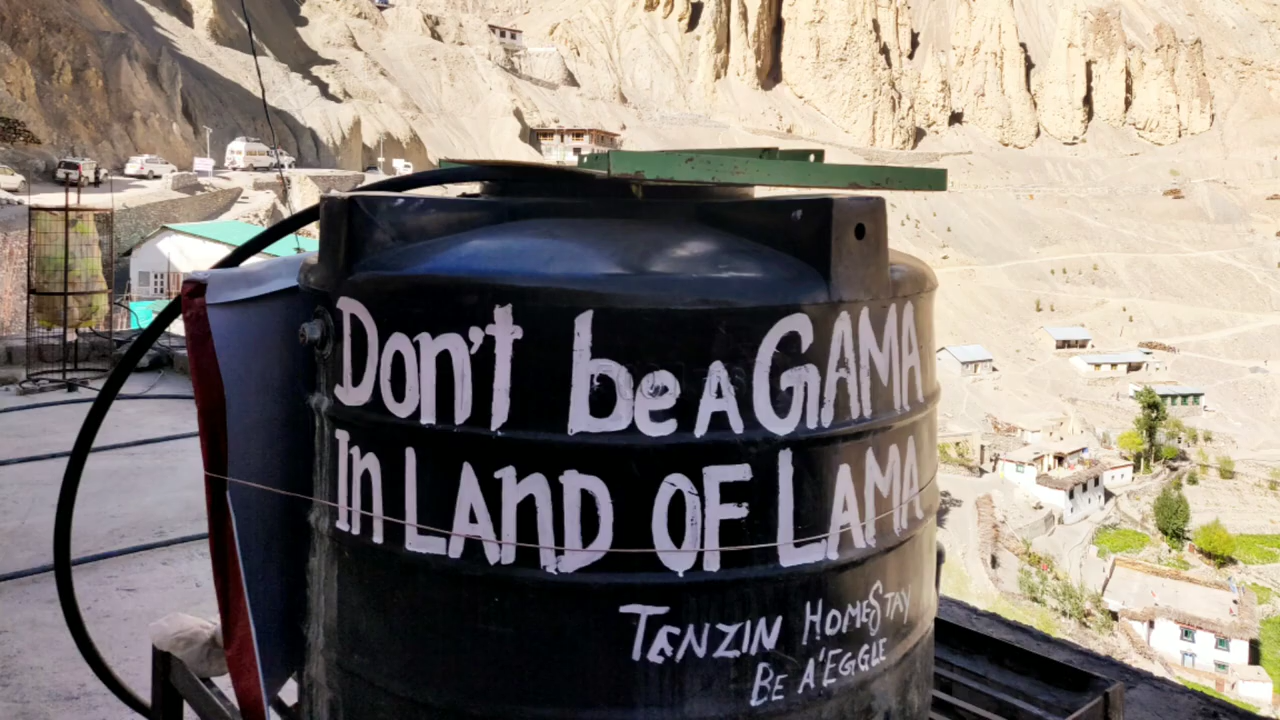 Don't be A GAMA
In LAnD OF LAMA
TENZIN HOMESTAY
BE A'EGGLE